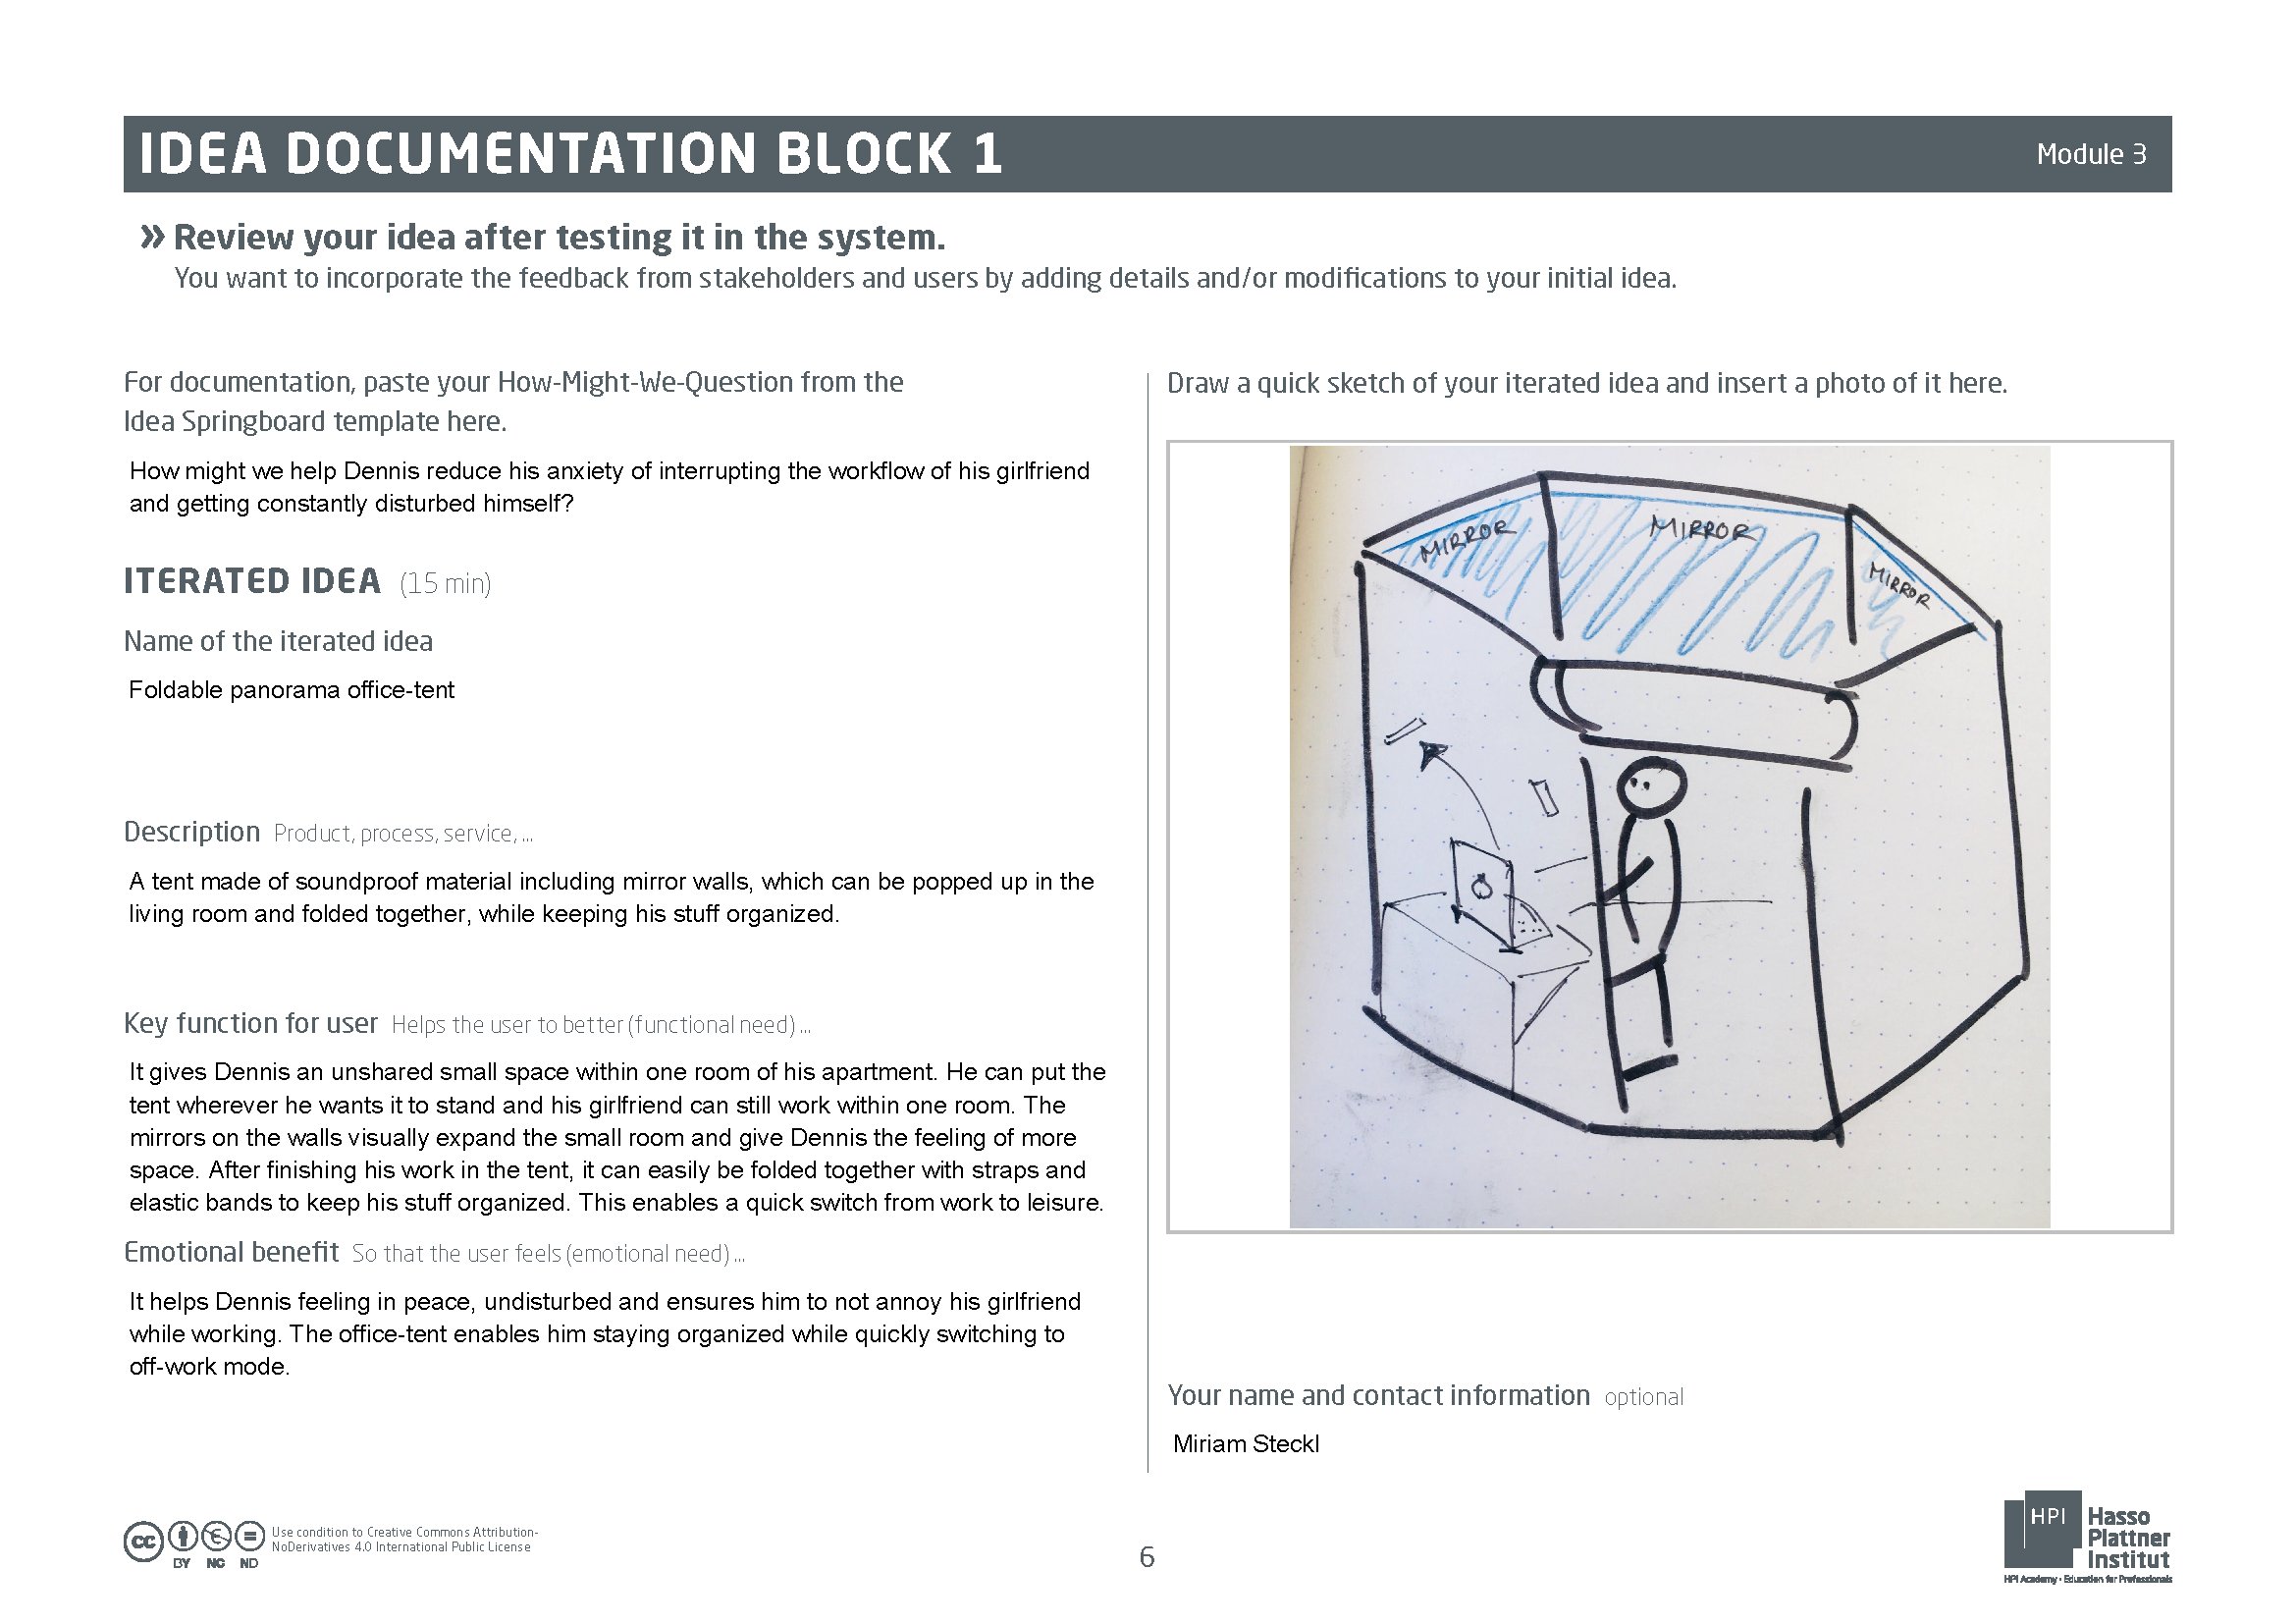 IDEA DOCUMENTATION BLOCK 1
Module 3
» Review your idea after testing it in the system.
You want to incorporate the feedback from stakeholders and users by adding details and/or modifications to your initial idea.
For documentation, paste your How-Might-We-Question from the
Idea Springboard template here.
How might we help Dennis reduce his anxiety of interrupting the workflow of his girlfriend
and getting constantly disturbed himself?
ITERATED IDEA (15 min)
Name of the iterated idea
Foldable panorama office-tent
Description Product, process, service, ...
A tent made of soundproof material including mirror walls, which can be popped up in the
living room and folded together, while keeping his stuff organized.
Key function for user Helps the user to better (functional need) ...
It gives Dennis an unshared small space within one room of his apartment. He can put the
tent wherever he wants it to stand and his girlfriend can still work within one room. The
mirrors on the walls visually expand the small room and give Dennis the feeling of more
space. After finishing his work in the tent, it can easily be folded together with straps and
elastic bands to keep his stuff organized. This enables a quick switch from work to leisure.
Emotional benefit So that the user feels (emotional need) ...
It helps Dennis feeling in peace, undisturbed and ensures him to not annoy his girlfriend
while working. The office-tent enables him staying organized while quickly switching to
off-work mode.
Draw a quick sketch of your iterated idea and insert a photo of it here.
MIRROR
MIRROR
MIRROR
Your name and contact information optional
Miriam Steckl
cc
BY NC ND
Use condition to Creative Commons Attribution-
NoDerivatives 4.0 International Public License
6
HPI
Hasso
Plattner
Institut
HPI Academy • Education for Professionals